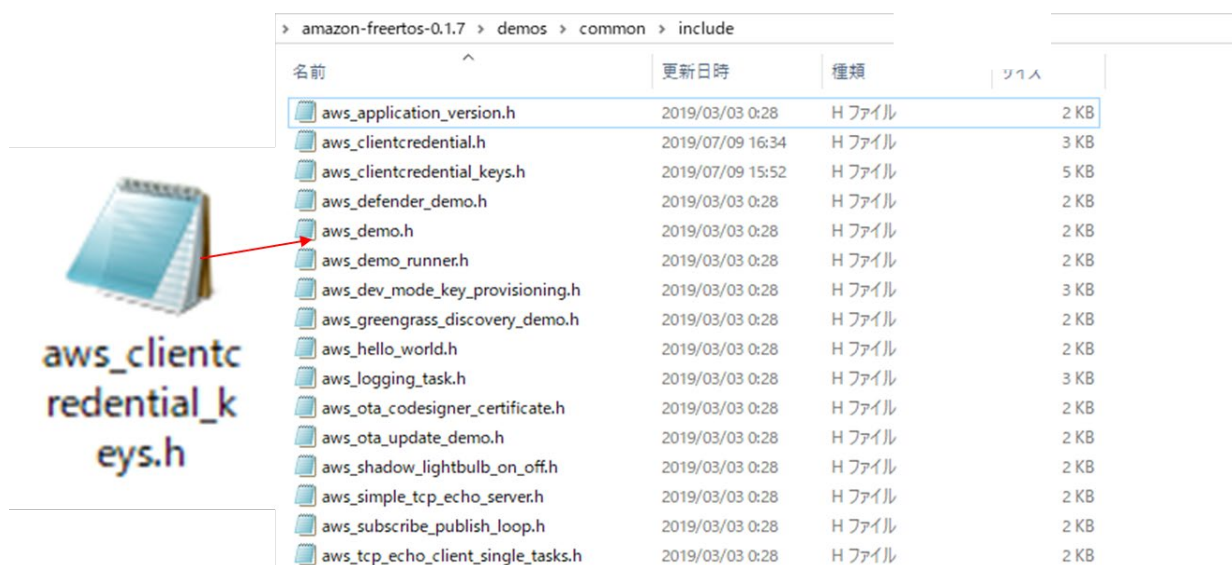 > amazon-freertos-0.1.7 > demos > common > include
名前 更新日時 種類 サイズ
aws_application_version.h 2019/03/03 0:28 H ファイル 2 KB
aws_clientcredential.h 2019/07/09 16:34 H ファイル 3 KB
aws_clientcredential_keys.h 2019/07/09 15:52 H ファイル 5 KB
aws_defender_demo.h 2019/03/03 0:28 H ファイル 2 KB
aws_demo.h 2019/03/03 0:28 H ファイル 2 KB
aws_demo_runner.h 2019/03/03 0:28 H ファイル 2 KB
aws_dev_mode_key_provisioning.h 2019/03/03 0:28 H ファイル 3 KB
aws_greengrass_discovery_demo.h 2019/03/03 0:28 H ファイル 2 KB
aws_hello_world.h 2019/03/03 0:28 H ファイル 2 KB
aws_logging_task.h 2019/03/03 0:28 H ファイル 3 KB
aws_ota_codesigner_certificate.h 2019/03/03 0:28 H ファイル 2 KB
aws_ota_update_demo.h 2019/03/03 0:28 H ファイル 2 KB
aws_shadow_lightbulb_on_off.h 2019/03/03 0:28 H ファイル 2 KB
aws_simple_tcp_echo_server.h 2019/03/03 0:28 H ファイル 2 KB
aws_subscribe_publish_loop.h 2019/03/03 0:28 H ファイル 2 KB
aws_tcp_echo_client_single_tasks.h 2019/03/03 0:28 H ファイル 2 KB
aws_clientc
redential_k
eys.h